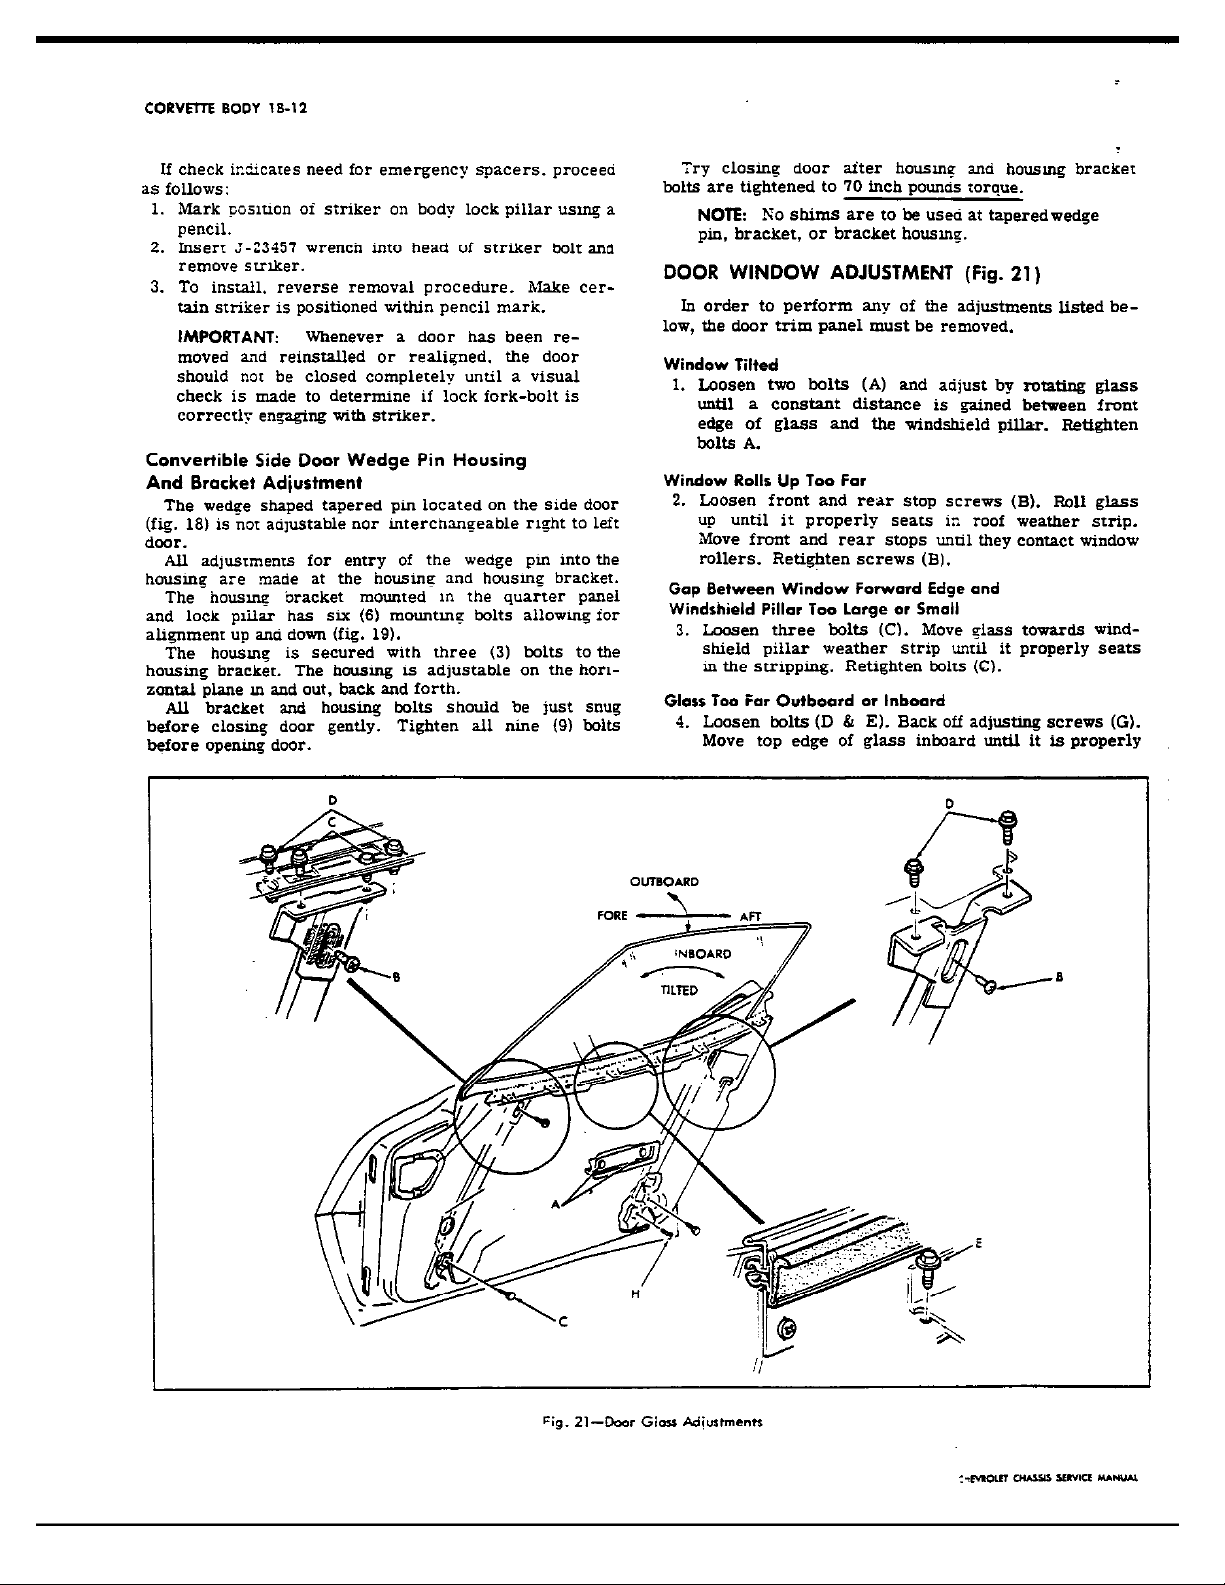 CORVETTE BODY 1B-12
If check indicates need for emergency spacers. proceed
as follows:
1. Mark position of striker on body lock pillar using a
pencil.
2. Insert J-23457 wrench into head of striker bolt and
remove striker.
3. To install, reverse removal procedure. Make cer-
tain striker is positioned within pencil mark.
IMPORTANT: Whenever a door has been re-
moved and reinstalled or realigned, the door
should not be closed completely until a visual
check is made to determine if lock fork-bolt is
correctly engaging with striker.
Convertible Side Door Wedge Pin Housing
And Bracket Adjustment
The wedge shaped tapered pin located on the side door
(fig. 18) is not adjustable nor interchangeable right to left
door.
All adjustments for entry of the wedge pin into the
housing are made at the housing and housing bracket.
The housing bracket mounted in the quarter panel
and lock pillar has six (6) mounting bolts allowing for
alignment up and down (fig. 19).
The housing is secured with three (3) bolts to the
housing bracket. The housing is adjustable on the hori-
zontal plane in and out, back and forth.
All bracket and housing bolts should be just snug
before closing door gently. Tighten all nine (9) bolts
before opening door.
Try closing door after housing and housing bracket
bolts are tightened to 70 inch pounds torque.
NOTE: No shims are to be used at tapered wedge
pin, bracket, or bracket housing.
DOOR WINDOW ADJUSTMENT (Fig. 21)
In order to perform any of the adjustments listed be-
low, the door trim panel must be removed.
Window Tilted
1. Loosen two bolts (A) and adjust by rotating glass
until a constant distance is gained between front
edge of glass and the windshield pillar. Retighten
bolts A.
Window Rolls Up Too Far
2. Loosen front and rear stop screws (B). Roll glass
up until it properly seats in roof weather strip.
Move front and rear stops until they contact window
rollers. Retighten screws (B).
Gap Between Window Forward Edge and
Windshield Pillar Too Large or Small
3. Loosen three bolts (C). Move glass towards wind-
shield pillar weather strip until it properly seats
in the stripping. Retighten bolts (C).
Glass Too Far Outboard or Inboard
4. Loosen bolts (D & E). Back off adjusting screws (G).
Move top edge of glass inboard until it is properly
D
C
B
OUTBOARD
FORE AFT
INBOARD
TILTED
D
B
A
H
C
E
Fig. 21—Door Glass Adjustments
CHEVROLET CHASSIS SERVICE MANUAL